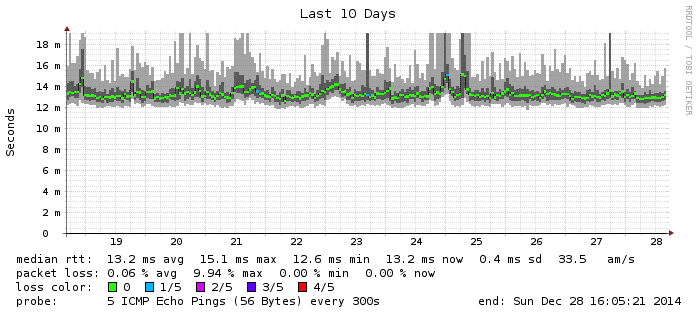 Last 10 Days
RRDTOOL / TOBI OETIKER
Seconds
18 m
16 m
14 m
12 m
10 m
8 m
6 m
4 m
2 m
0
19 20 21 22 23 24 25 26 27 28
median rtt: 13.2 ms avg 15.1 ms max 12.6 ms min 13.2 ms now 0.4 ms sd 33.5 am/s
packet loss: 0.06 % avg 9.94 % max 0.00 % min 0.00 % now
loss color: 0 1/5 2/5 3/5 4/5
probe: 5 ICMP Echo Pings (56 Bytes) every 300s end: Sun Dec 28 16:05:21 2014